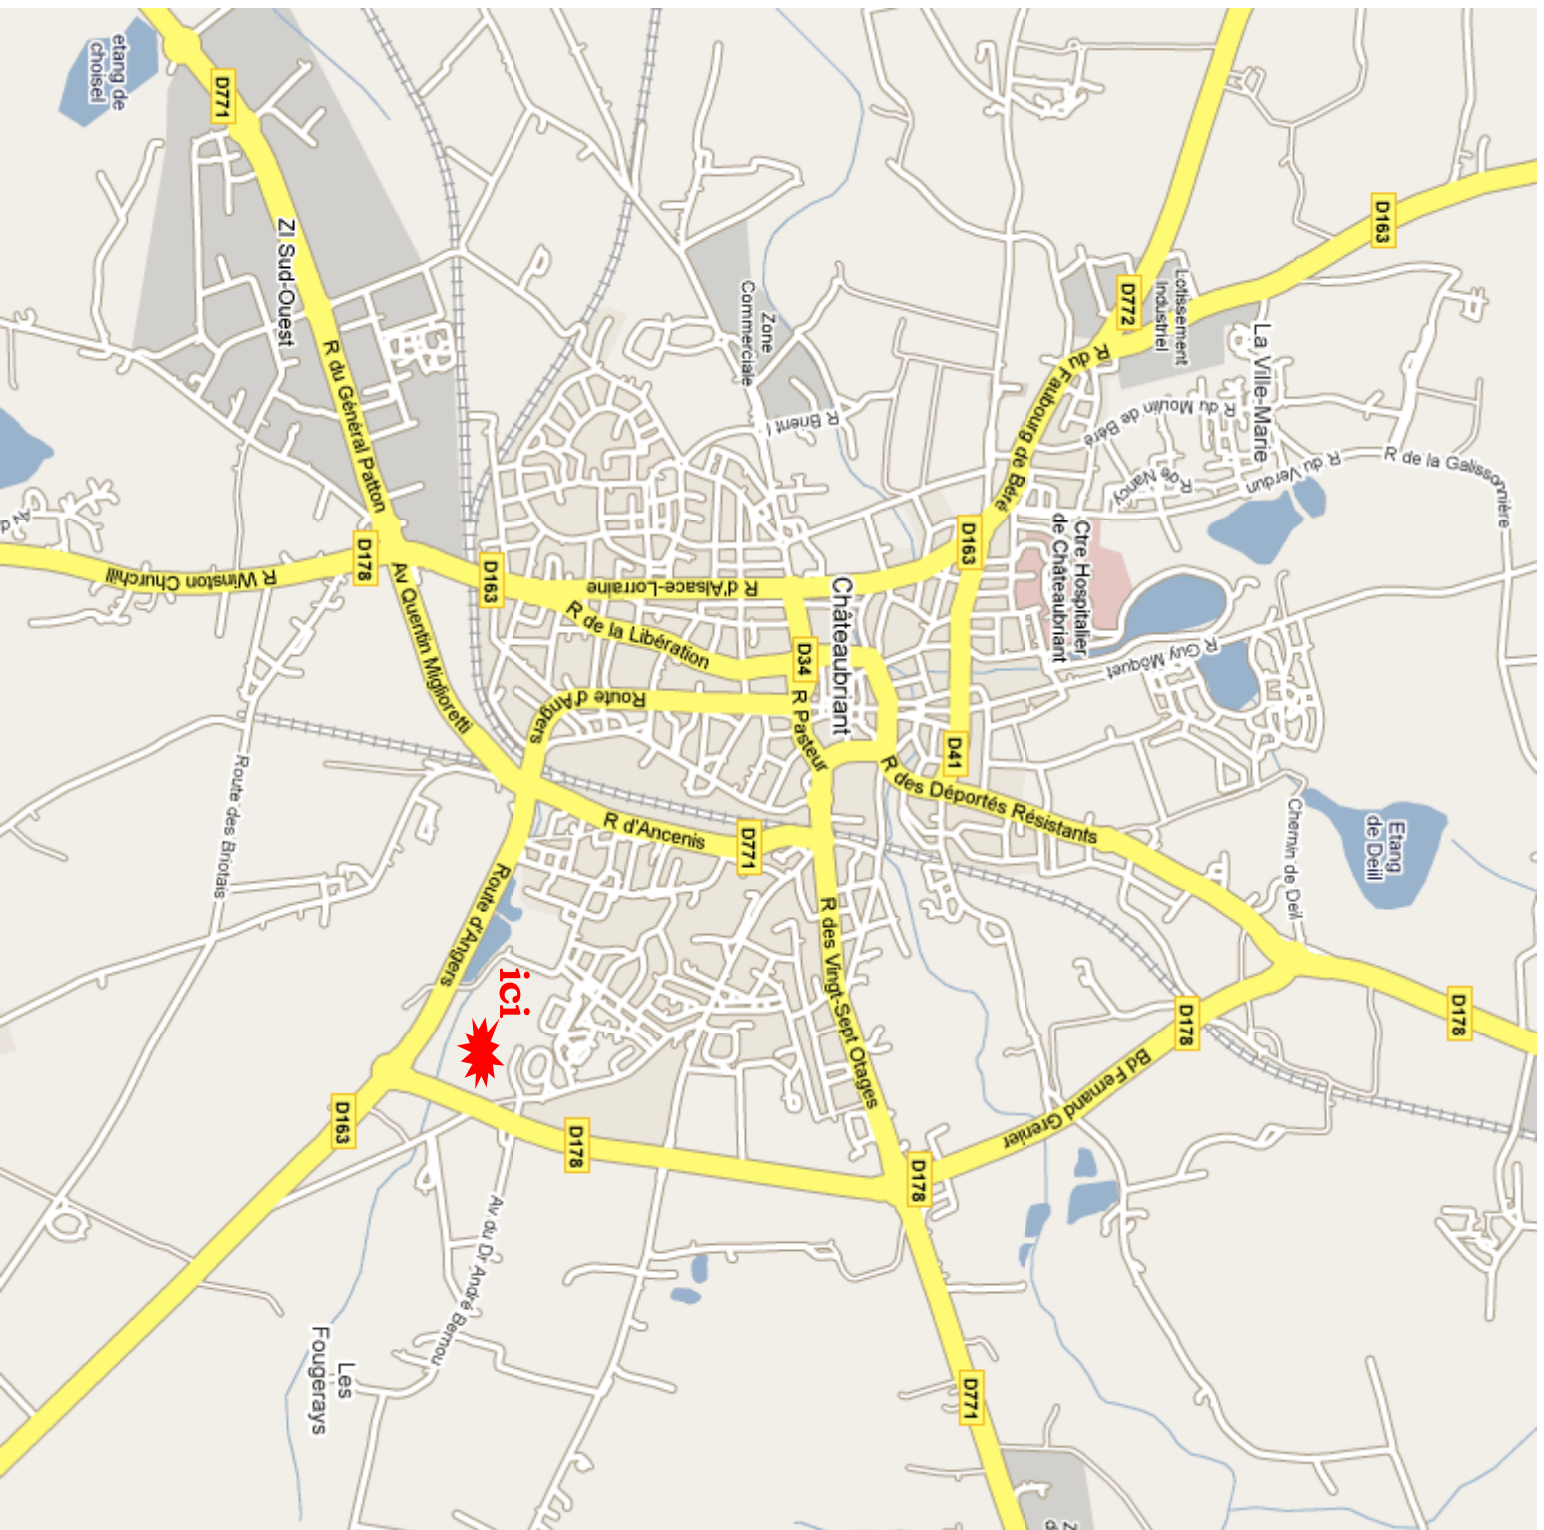 etang de
choisel
D771
ZI Sud-Ouest
R du Général Patton
D178
R Winston Churchill
Av Quentin Miglioretti
D163
R d'Alsace-Lorraine
R de la Libération
Route d'Angers
D34
R Pasteur
Châteaubriant
Zone
Commerciale
R Brient
D163
D772
Lotissement
Industriel
La Ville-Marie
R du Faubourg de Béré
R du Moulin de Béré
R de Nancy
R du Verdun
R de la Galissonnière
D163
Ctre Hospitalier
de Châteaubriant
R Guy Môquet
D41
R des Déportés Résistants
Etang
de Deill
Chemin de Deil
D178
D178
Bd Fernand Grenier
R d'Ancenis
D771
R des Vingt-Sept Otages
Route d'Angers
Route des Briotais
ici
D163
D178
D178
Av du Dr André Bernou
Les
Fougerays
D771